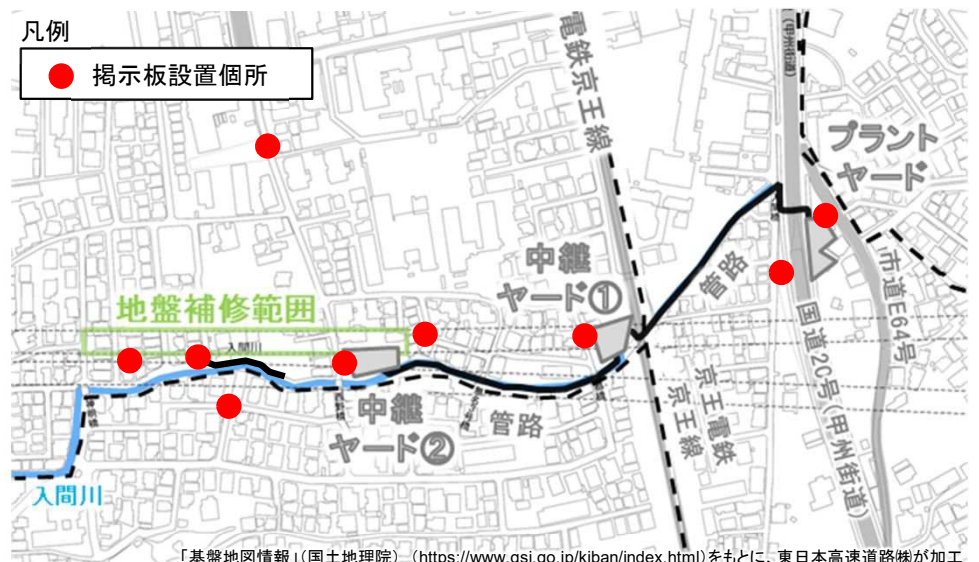 凡例
掲示板設置個所
(甲州街道)
電鉄京王線
プラント
ヤード
中継
ヤード①
管路
市道E64号
地盤補修範囲
入間川
国道20号(甲州街道)
京王電鉄
京王線
中継
ヤード②
管路
入間川
「基盤地図情報」(国土地理院) (https://www.gsi.go.jp/kiban/index.html)をもとに、東日本高速道路㈱が加工